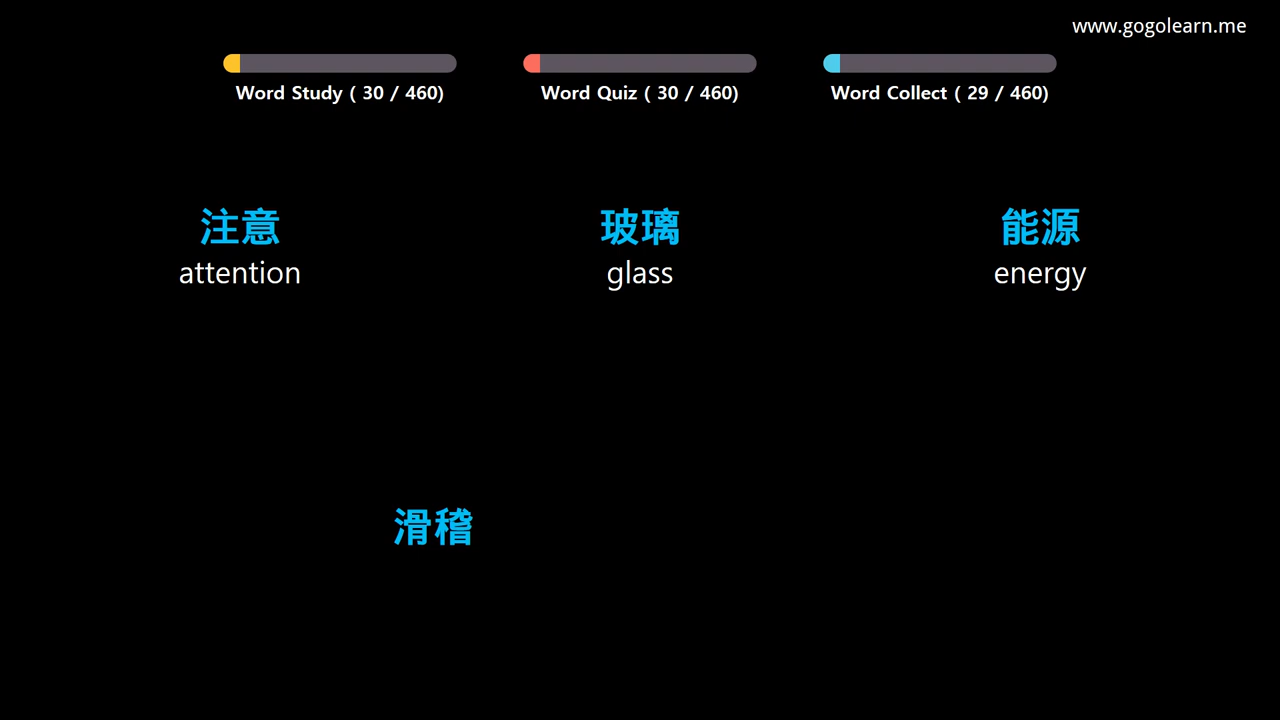 www.gogolearn.me
Word Study ( 30 / 460)
Word Quiz ( 30 / 460)
Word Collect ( 29 / 460)
注意
attention
玻璃
glass
能源
energy
滑稽